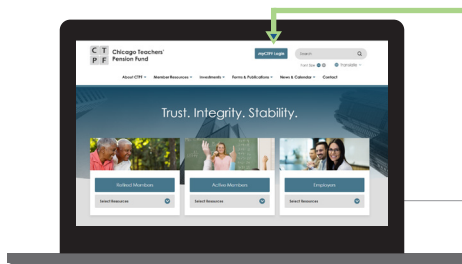 C T
P F
Chicago Teachers'
Pension Fund
myCTPF Login
Search
Text Size
Translate
About CTPF
Member Resources
Investments
Forms & Publications
News & Calendar
Contact
Trust. Integrity. Stability.
Retired Members
Active Members
Employers
Select Resources
Select Resources
Select Resources